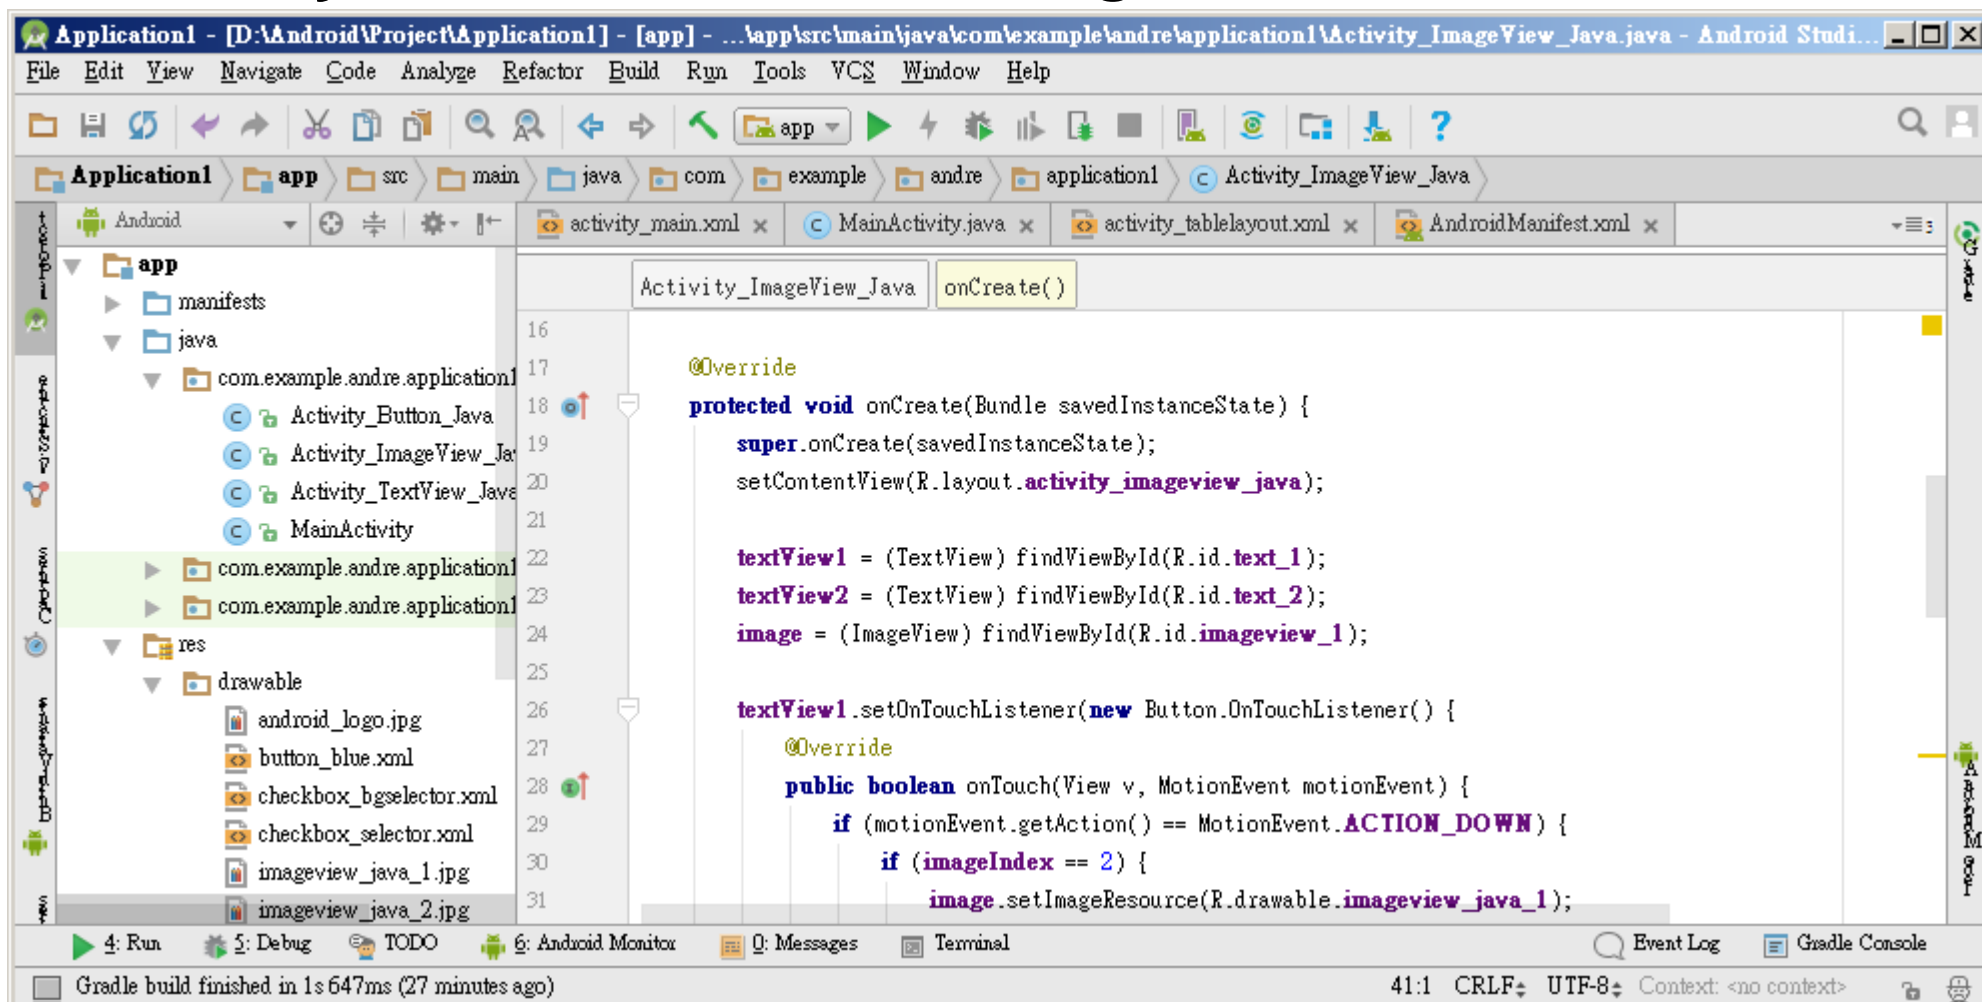 Application1 - [D:\Android\Project\Application1] - [app] - ...\app\src\main\java\com\example\andre\application1\Activity_ImageView_Java.java - Android Studi...
File Edit View Navigate Code Analyze Refactor Build Run Tools VCS Window Help
app
Application1 app src main java com example andre application1 Activity_ImageView_Java
Android activity_main.xml MainActivity.java activity_tablelayout.xml AndroidManifest.xml
app
manifests
java
com.example.andre.application1
Activity_Button_Java
Activity_ImageView_Ja
Activity_TextView_Java
MainActivity
com.example.andre.application1
com.example.andre.application1
res
drawable
android_logo.jpg
button_blue.xml
checkbox_bgselector.xml
checkbox_selector.xml
imageview_java_1.jpg
imageview_java_2.jpg
Activity_ImageView_Java onCreate()
16
17 @Override
18 protected void onCreate(Bundle savedInstanceState) {
19 super.onCreate(savedInstanceState);
20 setContentView(R.layout.activity_imageview_java);
21
22 textView1 = (TextView) findViewById(R.id.text_1);
23 textView2 = (TextView) findViewById(R.id.text_2);
24 image = (ImageView) findViewById(R.id.imageview_1);
25
26 textView1.setOnTouchListener(new Button.OnTouchListener() {
27 @Override
28 public boolean onTouch(View v, MotionEvent motionEvent) {
29 if (motionEvent.getAction() == MotionEvent.ACTION_DOWN) {
30 if (imageIndex == 2) {
31 image.setImageResource(R.drawable.imageview_java_1);
4: Run 5: Debug TODO 6: Android Monitor 0: Messages Terminal Event Log Gradle Console
Gradle build finished in 1s 647ms (27 minutes ago) 41:1 CRLF UTF-8 Context: <no context>